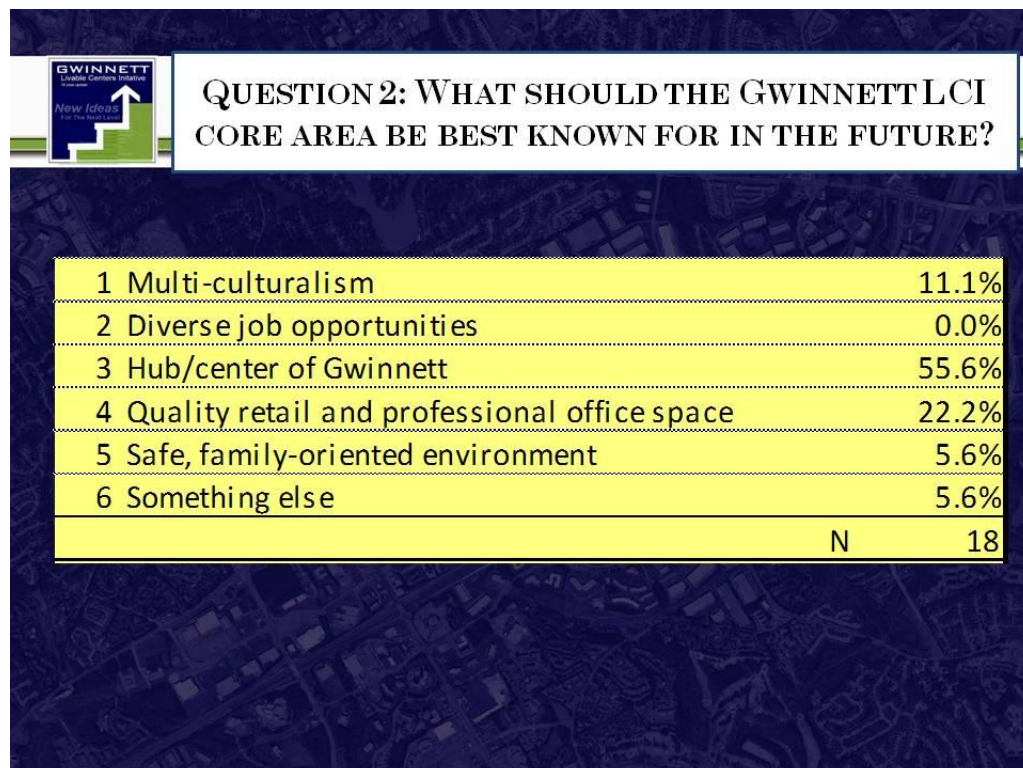 GWINNETT
Livable Centers Initiative
10 year update
New Ideas
For the Next Level
QUESTION 2: WHAT SHOULD THE GWINNETT LCI
CORE AREA BE BEST KNOWN FOR IN THE FUTURE?
1 Multi-culturalism 11.1%
2 Diverse job opportunities 0.0%
3 Hub/center of Gwinnett 55.6%
4 Quality retail and professional office space 22.2%
5 Safe, family-oriented environment 5.6%
6 Something else 5.6%
N 18